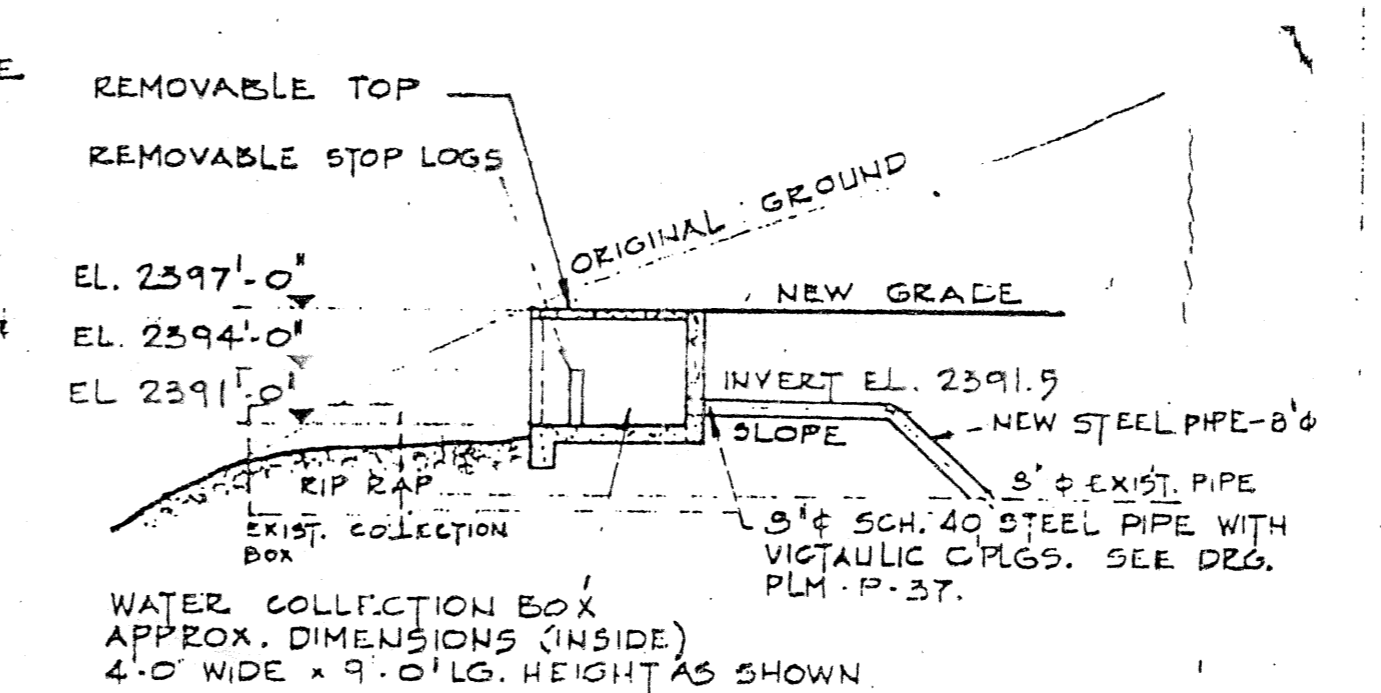 REMOVABLE TOP
REMOVABLE STOP LOGS
ORIGINAL GROUND
EL. 2397'-0"
NEW GRADE
EL. 2394'-0"
EL 2391'-0'
INVERT EL. 2391.5
NEW STEEL PIPE-8'⌀
SLOPE
RIP RAP
8"⌀ EXIST. PIPE
EXIST. COLLECTION
BOX
8"⌀ SCH. 40 STEEL PIPE WITH
VICTAULIC C'PLGS. SEE DRG.
PLM-P-37.
WATER COLLECTION BOX
APPROX. DIMENSIONS (INSIDE)
4'-0" WIDE x 9'-0' LG. HEIGHT AS SHOWN